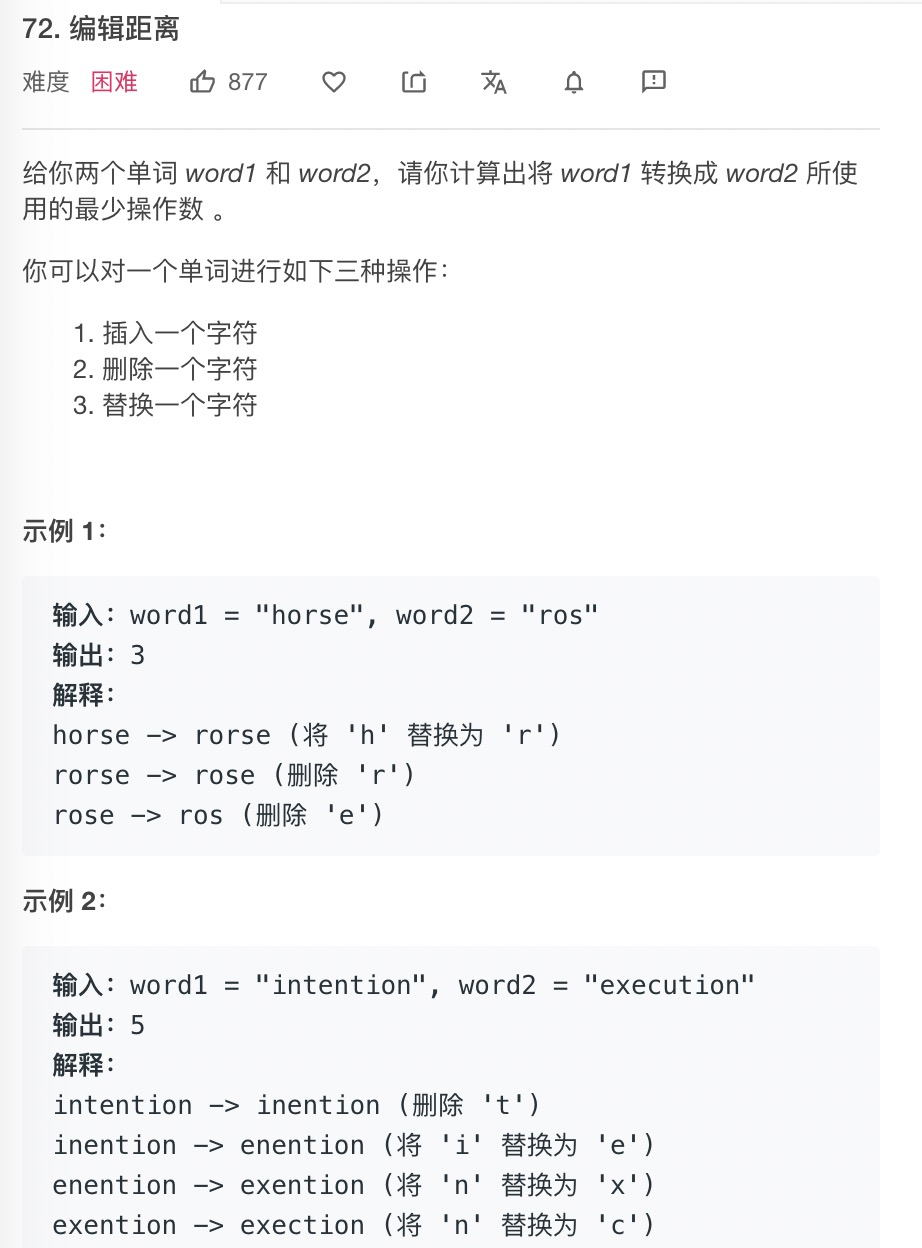 72. 编辑距离
难度 困难 877
给你两个单词 word1 和 word2，请你计算出将 word1 转换成 word2 所使
用的最少操作数 。
你可以对一个单词进行如下三种操作：
1. 插入一个字符
2. 删除一个字符
3. 替换一个字符
示例 1：
输入：word1 = "horse", word2 = "ros"
输出：3
解释：
horse -> rorse (将 'h' 替换为 'r')
rorse -> rose (删除 'r')
rose -> ros (删除 'e')
示例 2：
输入：word1 = "intention", word2 = "execution"
输出：5
解释：
intention -> inention (删除 't')
inention -> enention (将 'i' 替换为 'e')
enention -> exention (将 'n' 替换为 'x')
exention -> exection (将 'n' 替换为 'c')